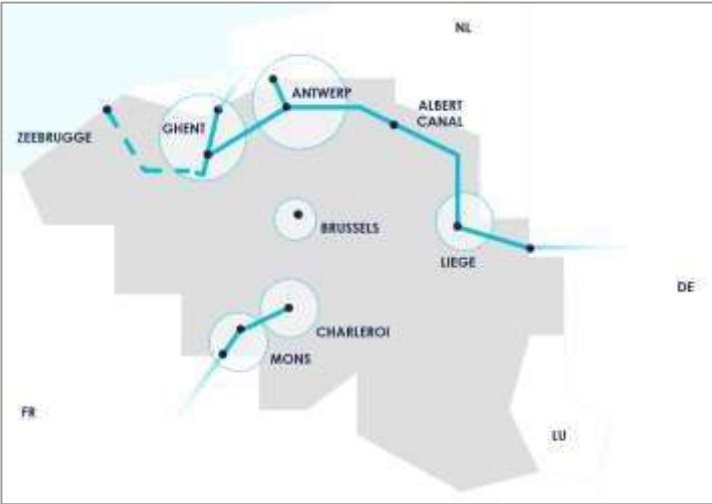 NL
ANTWERP
ALBERT
CANAL
GHENT
ZEEBRUGGE
BRUSSELS
LIEGE
DE
CHARLEROI
MONS
FR
LU